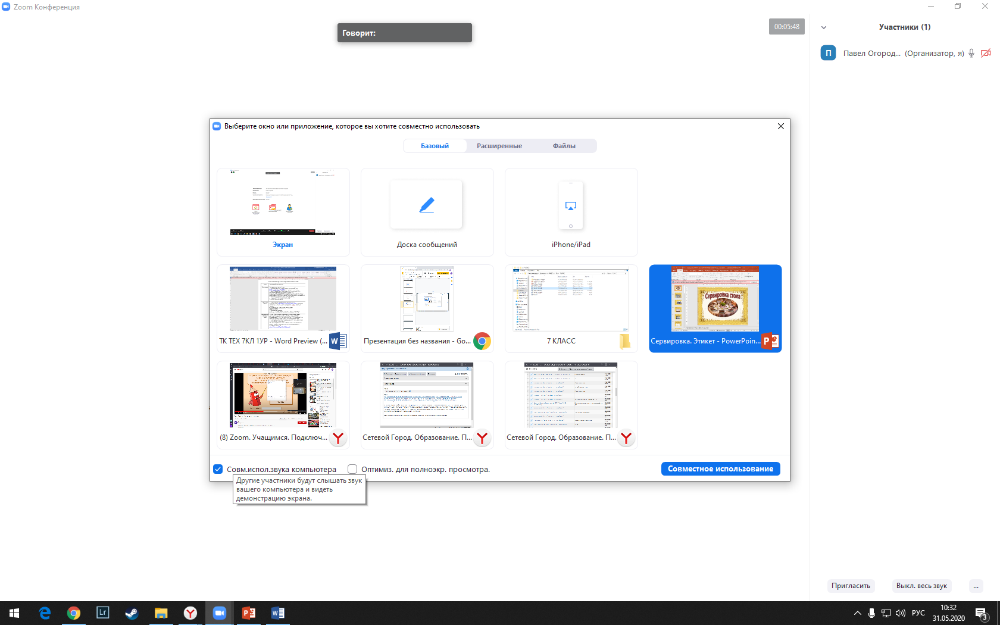 Zoom Конференция
Говорит:
00:05:48
Участники (1)
П
Павел Огород... (Организатор, я)
Выберите окно или приложение, которое вы хотите совместно использовать
Базовый
Расширенные
Файлы
Экран
Доска сообщений
iPhone/iPad
Сервировка стола
ТК ТЕХ 7КЛ 1УР - Word Preview (...
Презентация без названия - Go...
7 КЛАСС
Сервировка. Этикет - PowerPoin...
(8) Zoom. Учащимся. Подключ...
Сетевой Город. Образование. П...
Сетевой Город. Образование. П...
Совм.испол.звука компьютера
Оптимиз. для полноэкр. просмотра.
Совместное использование
Другие участники будут слышать звук
вашего компьютера и видеть
демонстрацию экрана.
Пригласить
Выкл. весь звук
...
Lr
РУС
10:32
31.05.2020
3